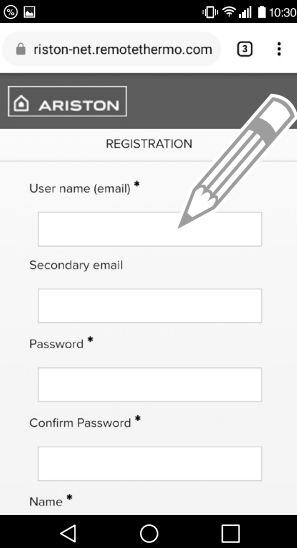 10:30
riston-net.remotethermo.com
3
ARISTON
REGISTRATION
User name (email) *
Secondary email
Password *
Confirm Password *
Name *